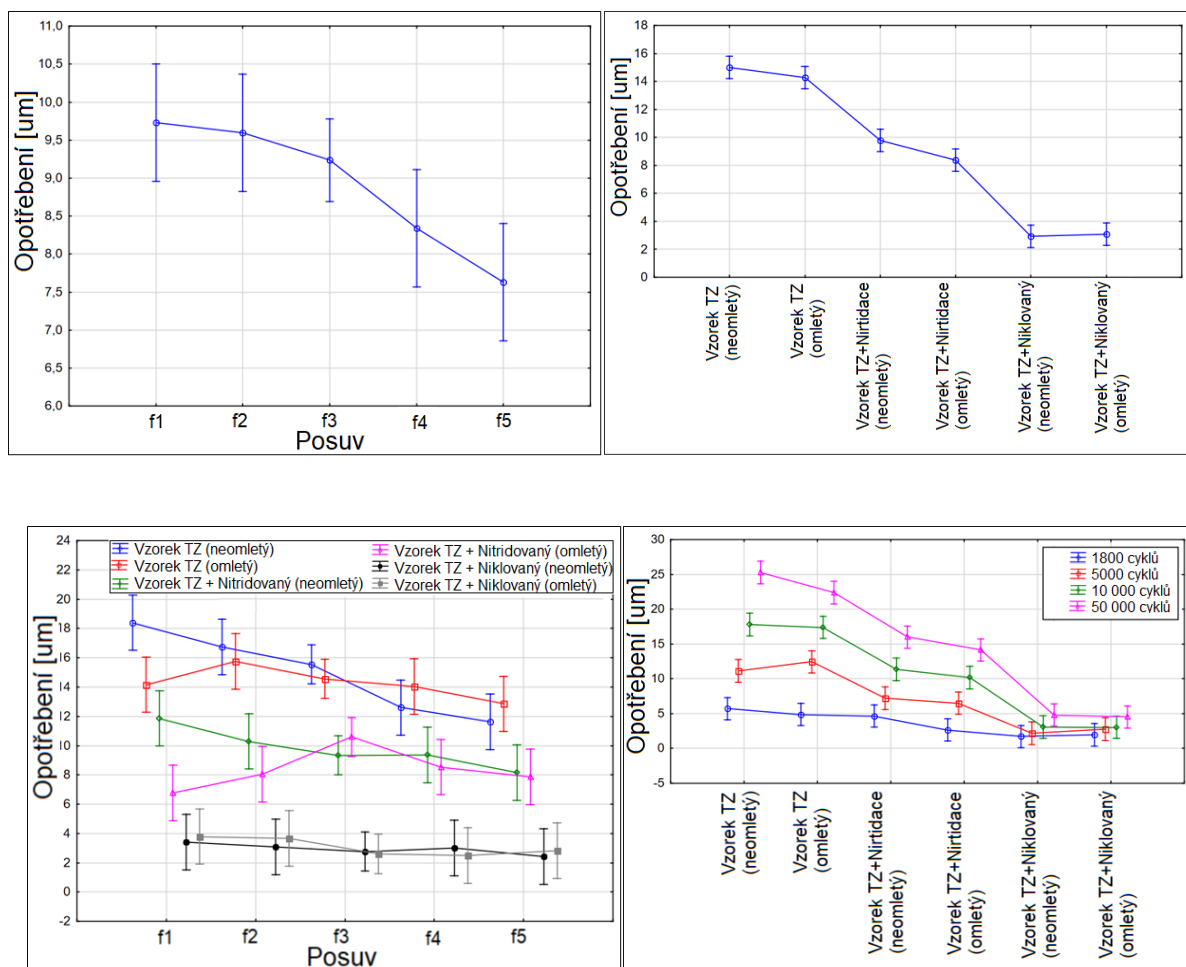 Opotřebení [um]
11,0
10,5
10,0
9,5
9,0
8,5
8,0
7,5
7,0
6,5
6,0
f1
f2
f3
f4
f5
Posuv
Opotřebení [um]
18
16
14
12
10
8
6
4
2
0
Vzorek TZ
(neomletý)
Vzorek TZ
(omletý)
Vzorek TZ+Nirtidace
(neomletý)
Vzorek TZ+Nirtidace
(omletý)
Vzorek TZ+Niklovaný
(neomletý)
Vzorek TZ+Niklovaný
(omletý)
Opotřebení [um]
24
22
20
18
16
14
12
10
8
6
4
2
0
-2
Vzorek TZ (neomletý)
Vzorek TZ (omletý)
Vzorek TZ + Nitridovaný (neomletý)
Vzorek TZ + Nitridovaný (omletý)
Vzorek TZ + Niklovaný (neomletý)
Vzorek TZ + Niklovaný (omletý)
f1
f2
f3
f4
f5
Posuv
Opotřebení [um]
30
25
20
15
10
5
0
-5
1800 cyklů
5000 cyklů
10 000 cyklů
50 000 cyklů
Vzorek TZ
(neomletý)
Vzorek TZ
(omletý)
Vzorek TZ+Nirtidace
(neomletý)
Vzorek TZ+Nirtidace
(omletý)
Vzorek TZ+Niklovaný
(neomletý)
Vzorek TZ+Niklovaný
(omletý)